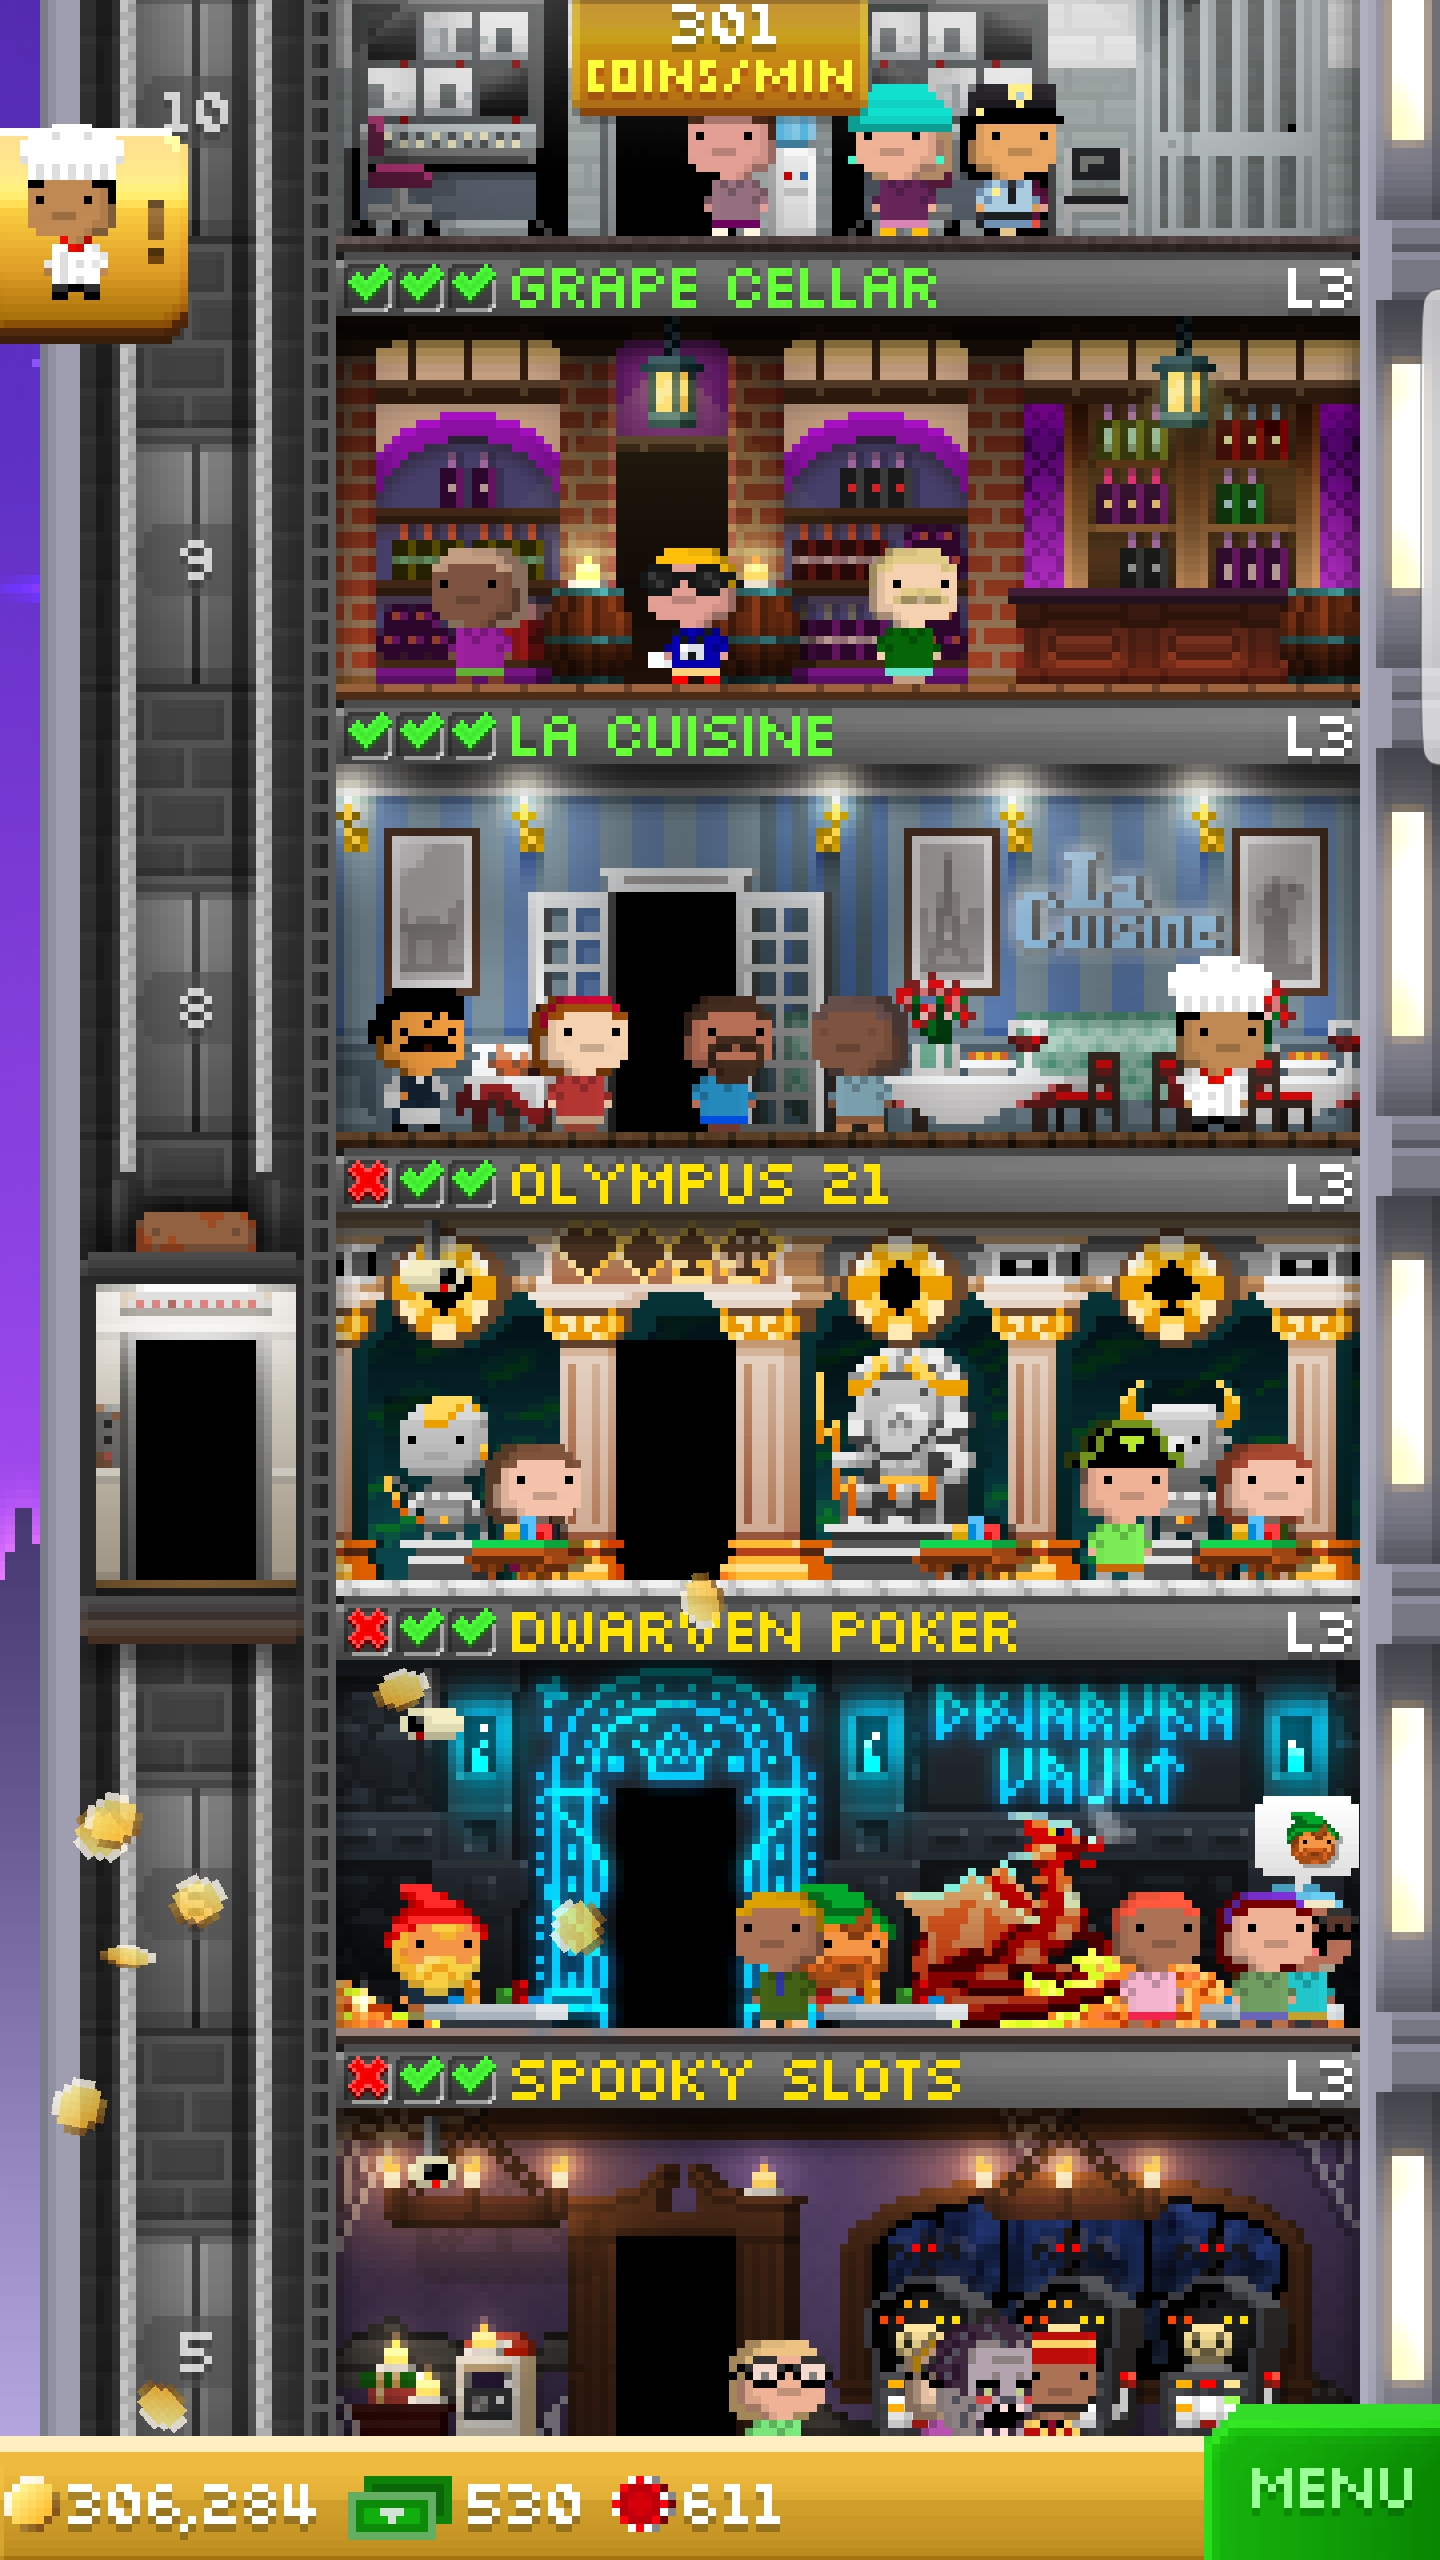 301
COINS/MIN
10
!
GRAPE CELLAR L3
9
LA CUISINE L3
8
La
Cuisine
OLYMPUS 21 L3
DWARVEN POKER L3
DWARVEN
VAULT
SPOOKY SLOTS L3
5
306,284 530 611
MENU